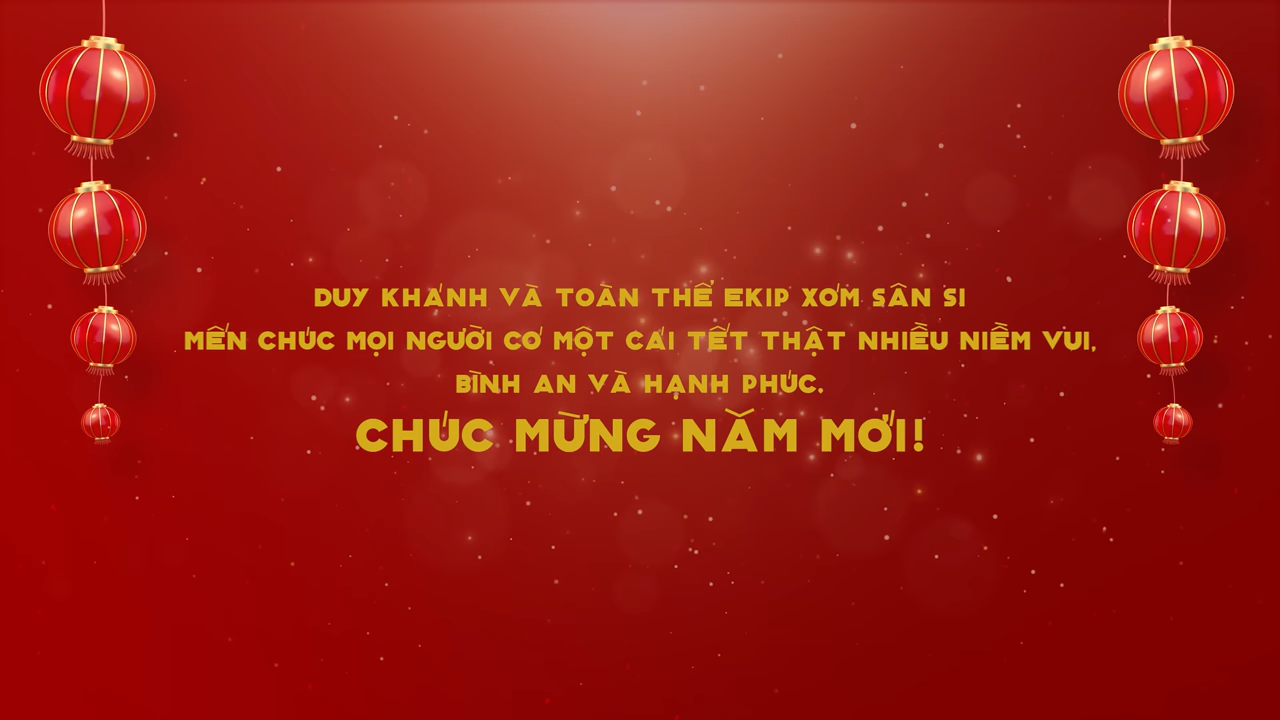 DUY KHÁNH VÀ TOÀN THỂ EKIP XÓM SÂN SI
MẾN CHÚC MỌI NGƯỜI CÓ MỘT CÁI TẾT THẬT NHIỀU NIỀM VUI,
BÌNH AN VÀ HẠNH PHÚC.
CHÚC MỪNG NĂM MỚI!